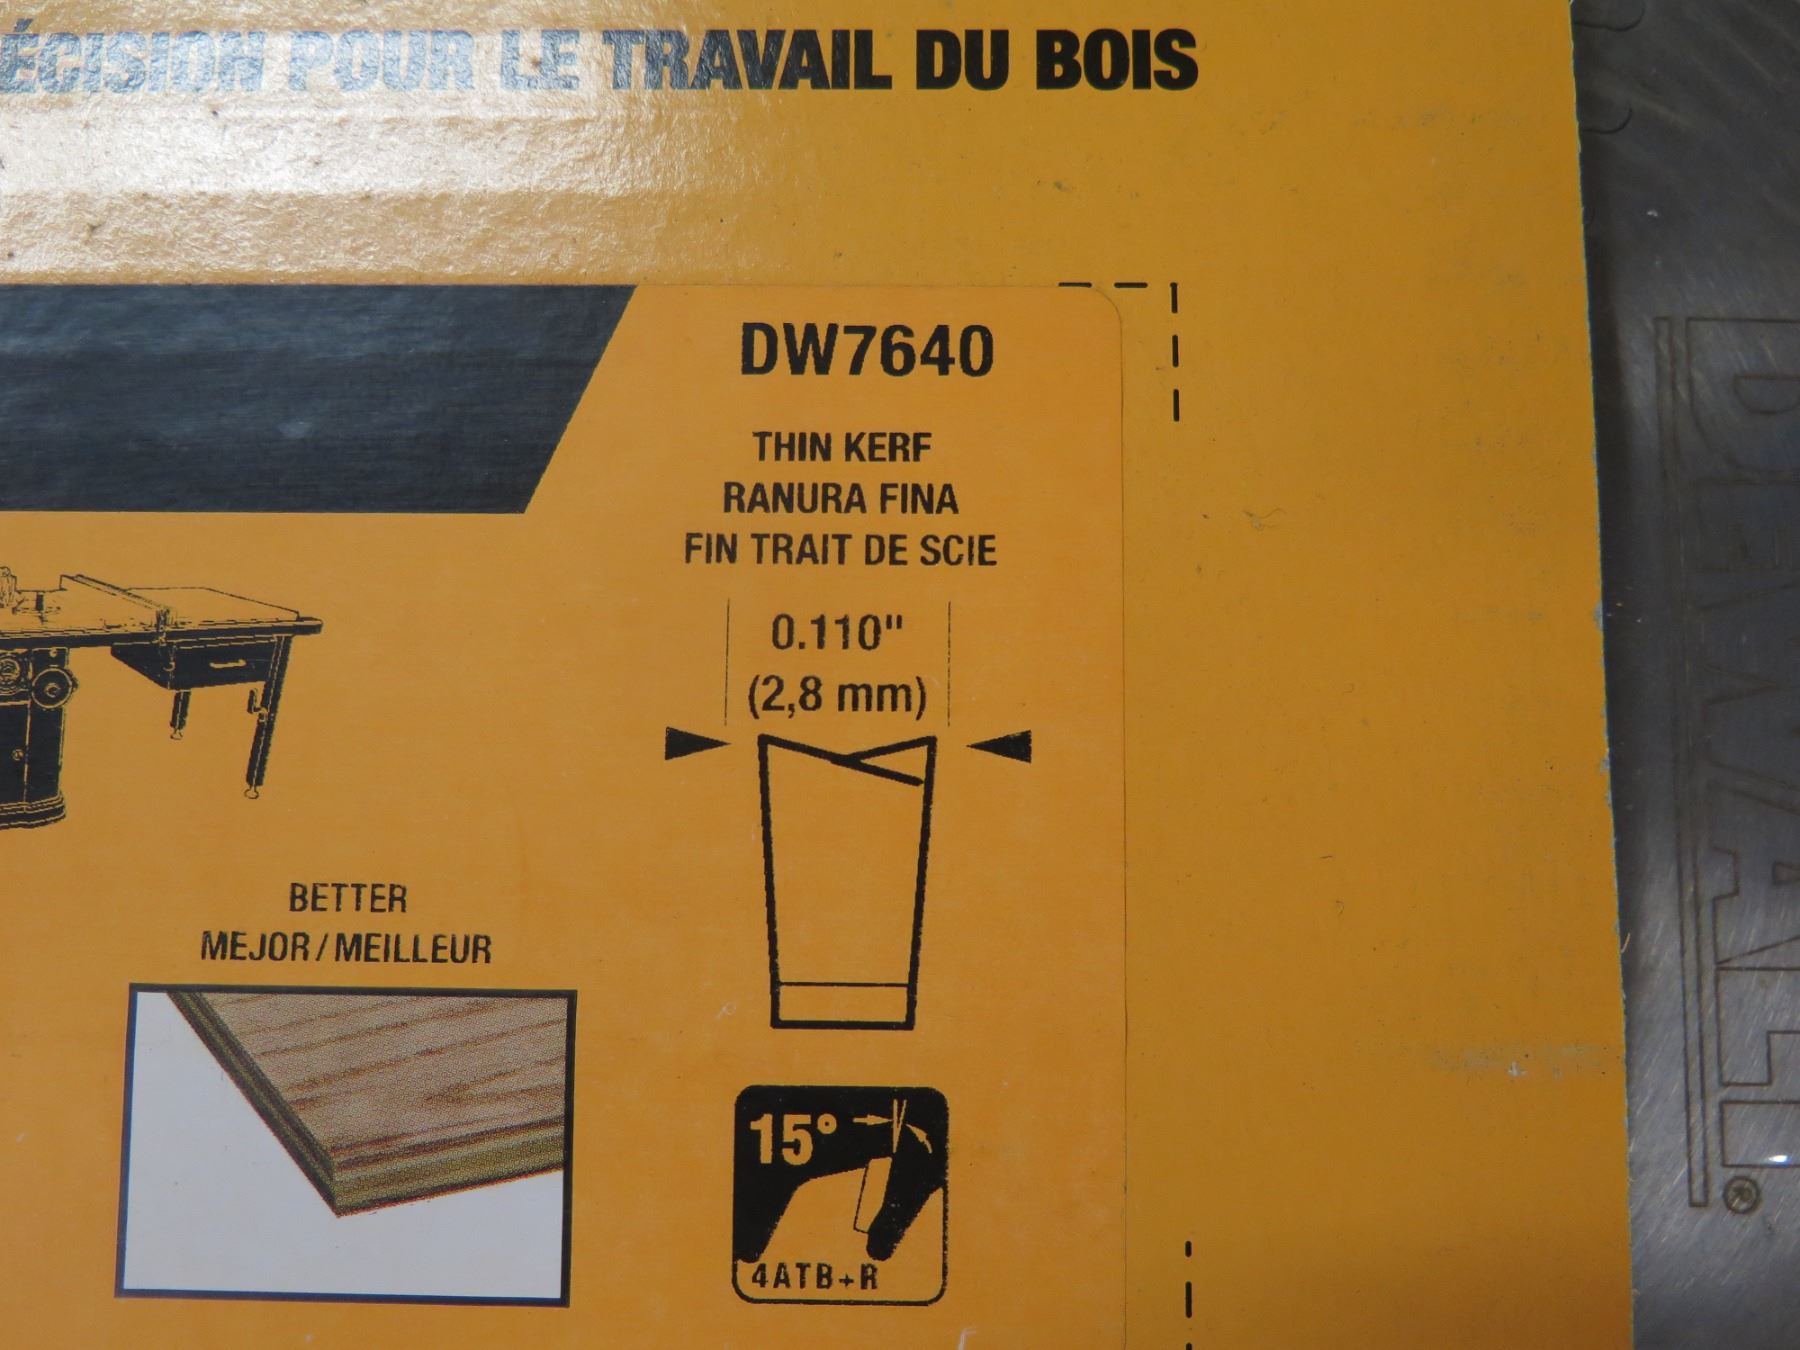 ÉCISION POUR LE TRAVAIL DU BOIS
DW7640
THIN KERF
RANURA FINA
FIN TRAIT DE SCIE
0.110"
(2,8 mm)
BETTER
MEJOR/MEILLEUR
15°
4ATB+R
DEWALT